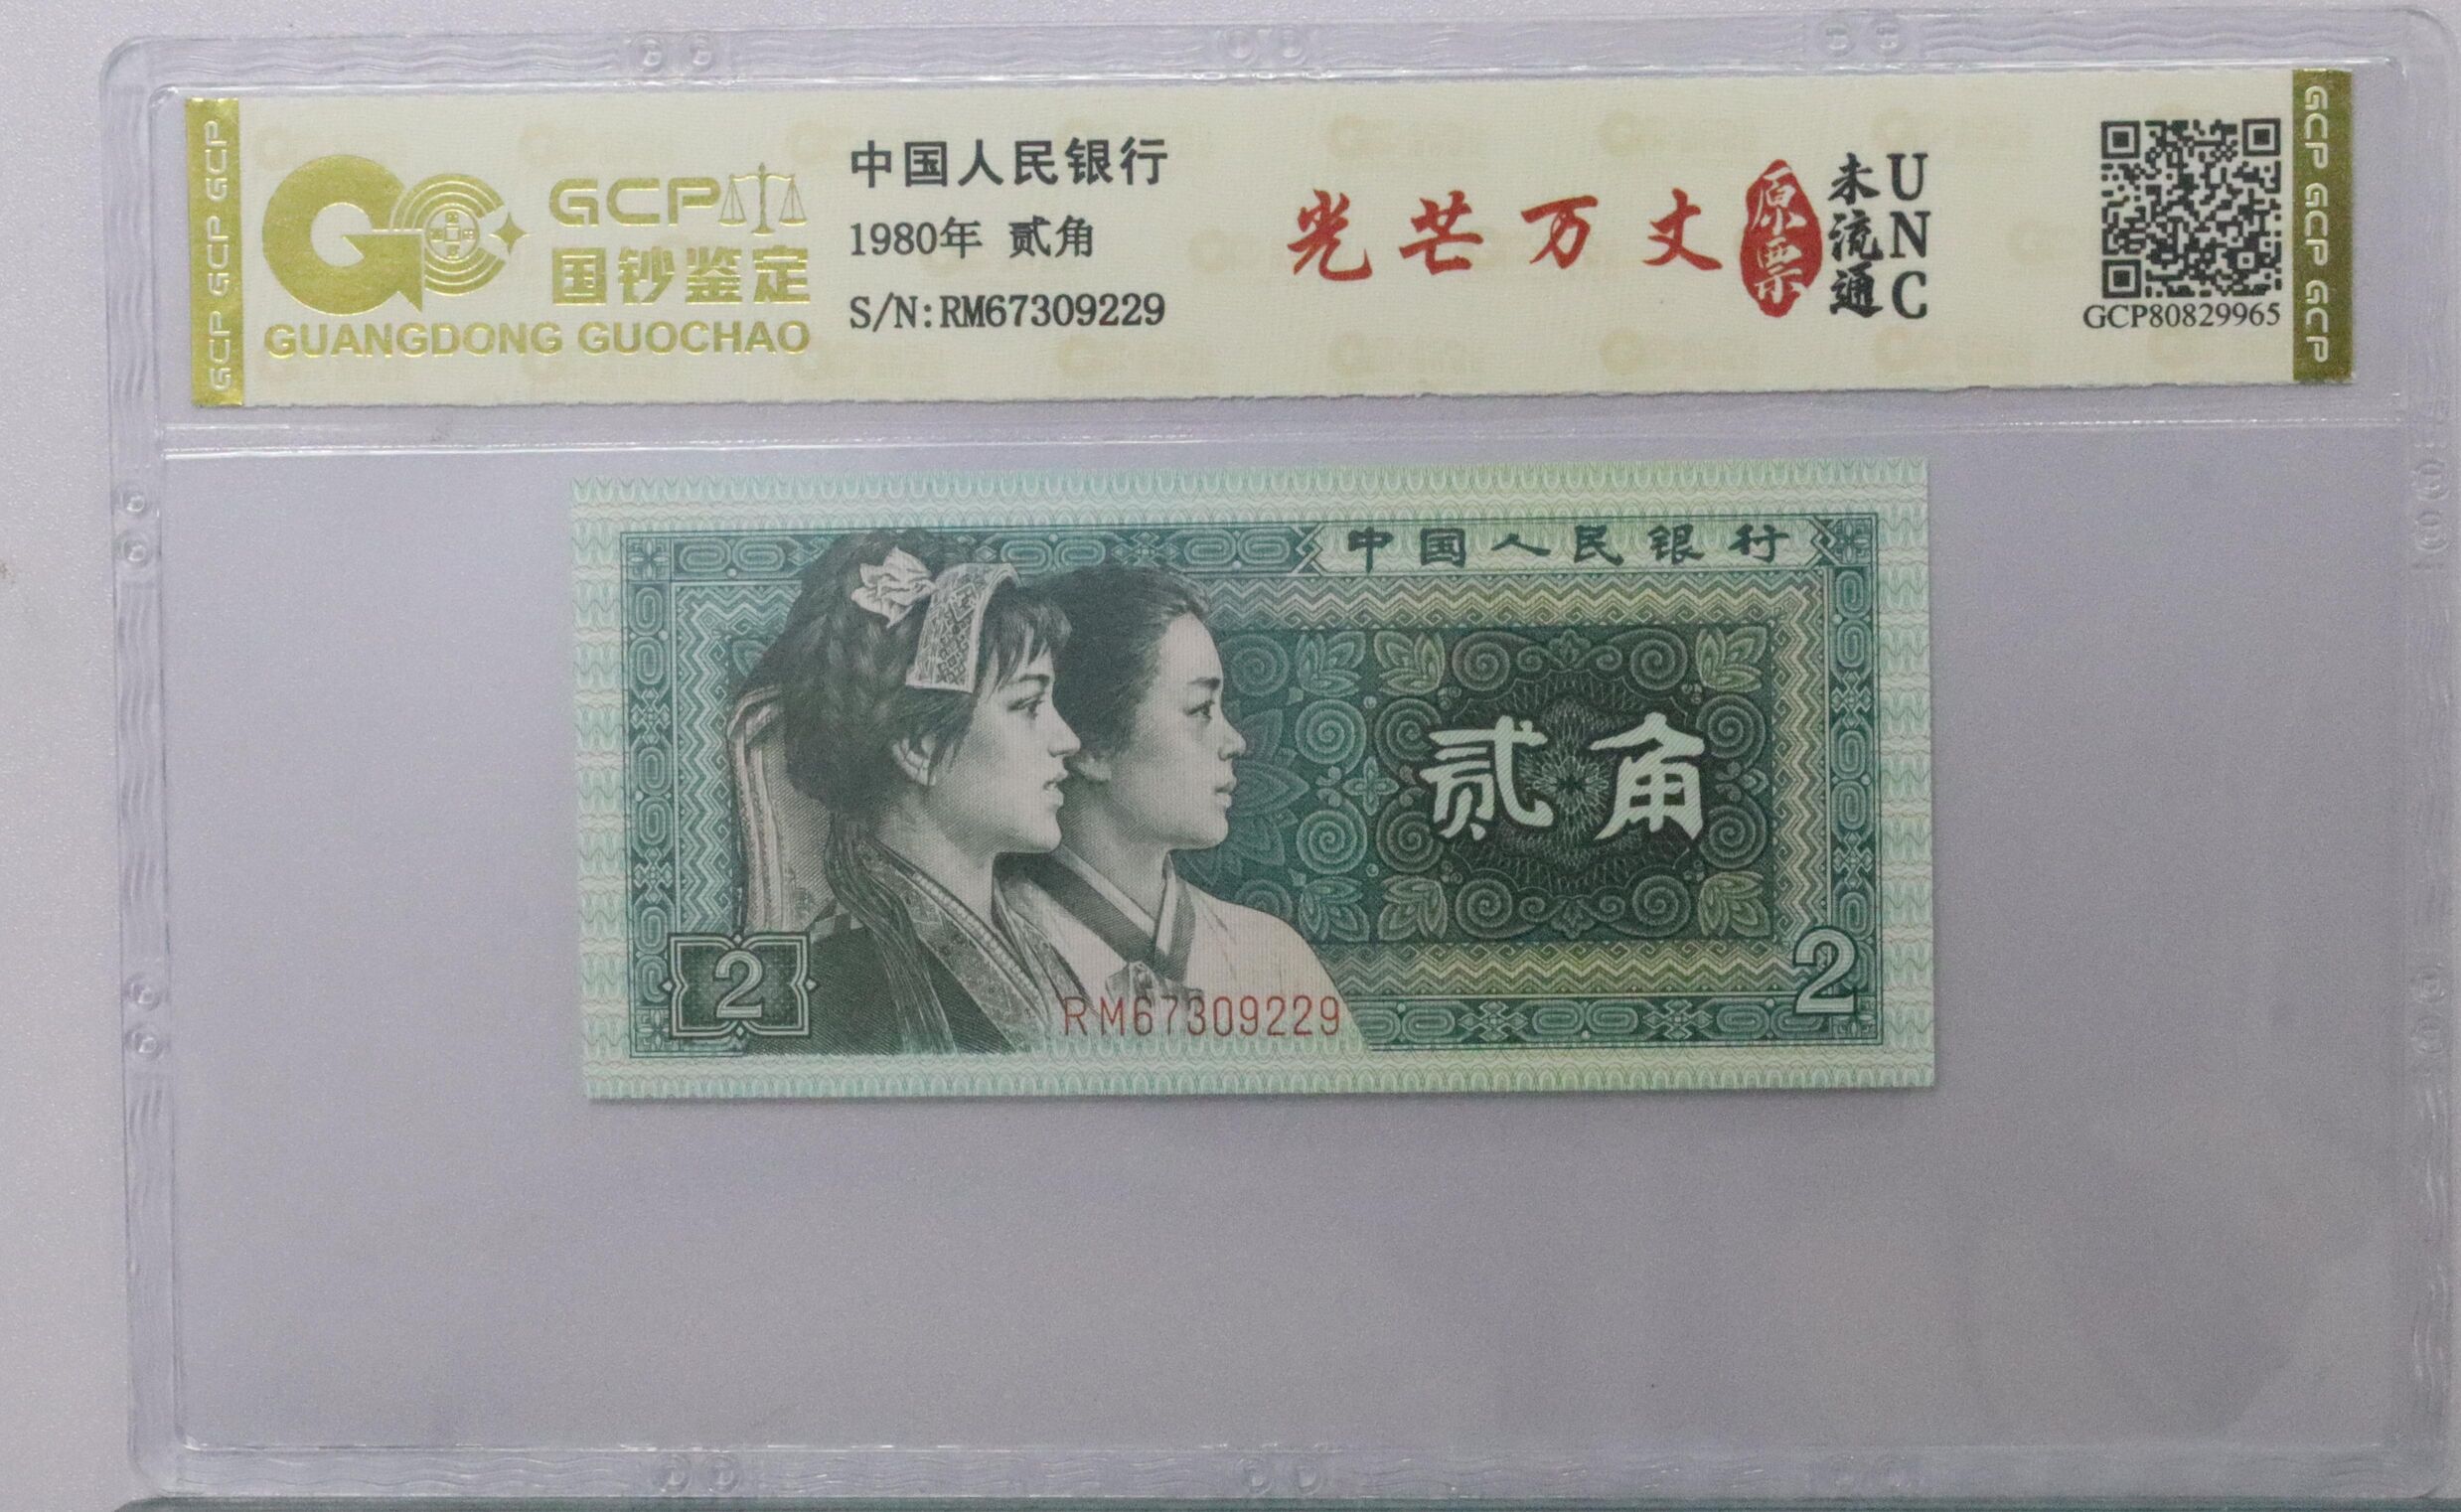 GCP GCP GCP
GCP
国钞鉴定
GUANGDONG GUOCHAO
中国人民银行
1980年 贰角
S/N:RM67309229
光芒万丈
原票
未流通
UNC
GCP80829965
GCP GCP GCP
中国人民银行
贰角
2
RM67309229
2